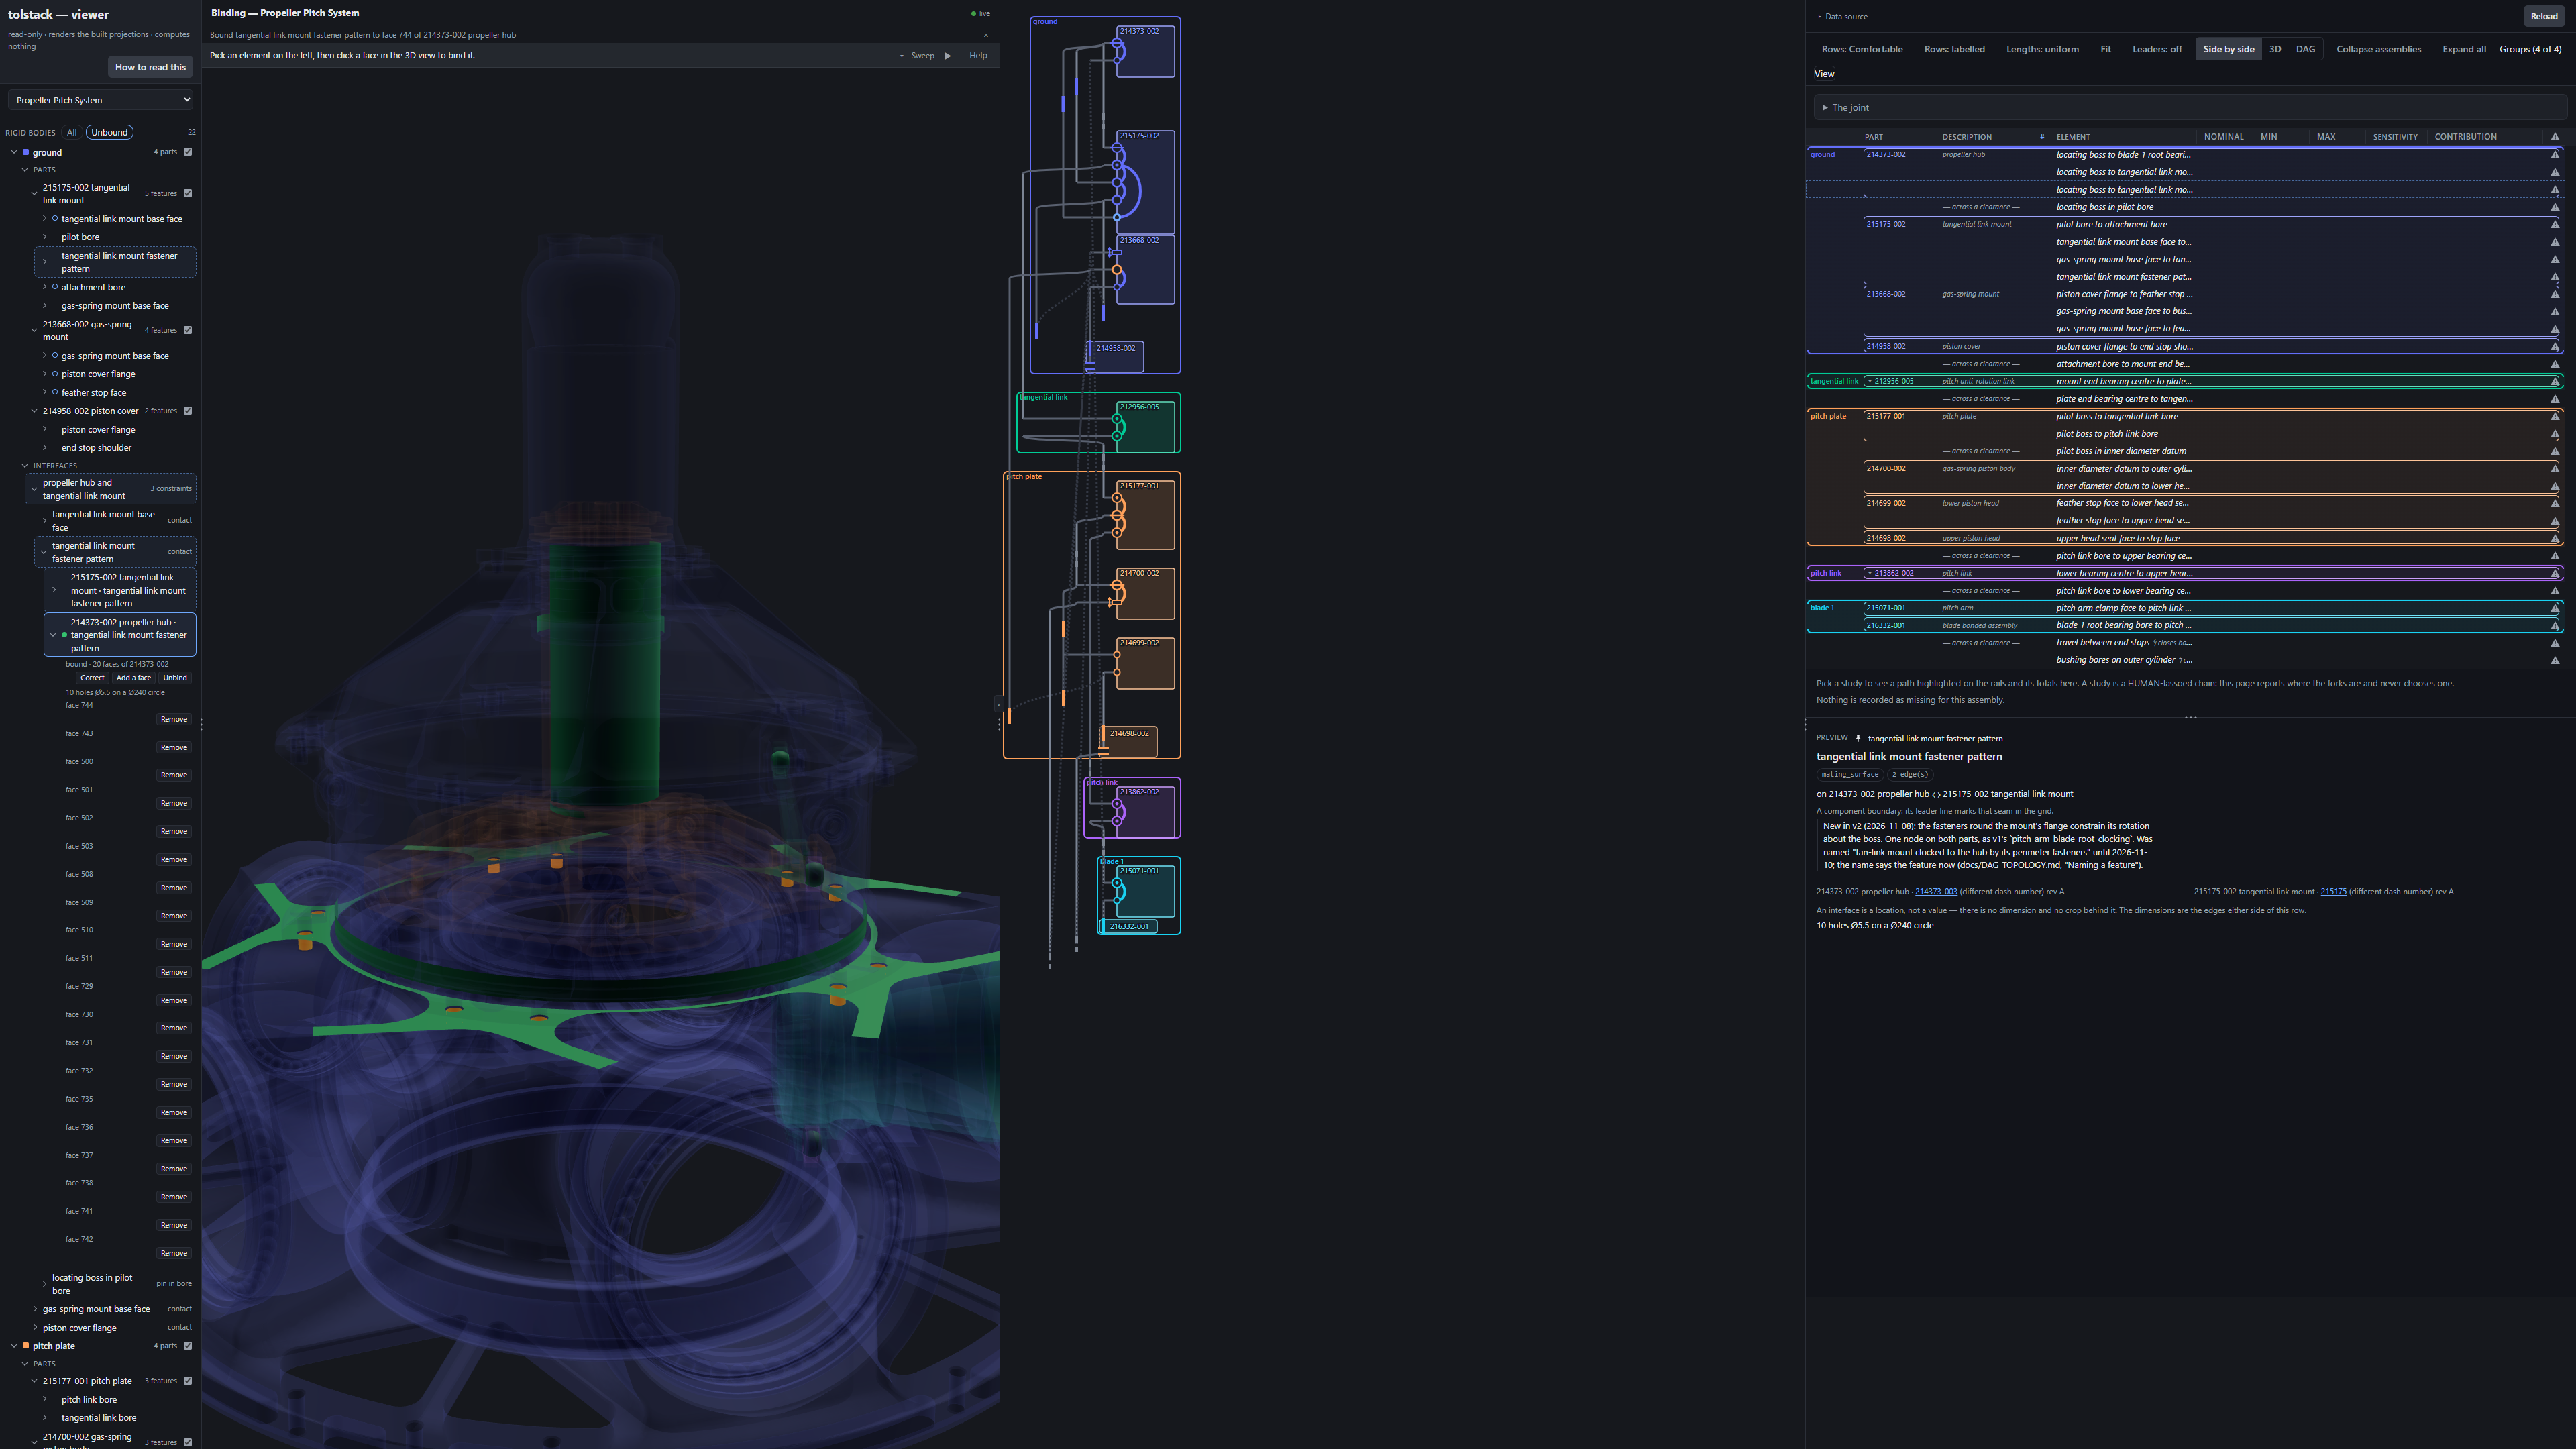 tolstack — viewer
read-only · renders the built projections · computes
nothing
How to read this
Propeller Pitch System
RIGID BODIES All Unbound 22
ground 4 parts
PARTS
215175-002 tangential
link mount 5 features
tangential link mount base face
pilot bore
tangential link mount fastener
pattern
attachment bore
gas-spring mount base face
213668-002 gas-spring
mount 4 features
gas-spring mount base face
piston cover flange
feather stop face
214958-002 piston cover 2 features
piston cover flange
end stop shoulder
INTERFACES
propeller hub and
tangential link mount 3 constraints
tangential link mount base
face contact
tangential link mount
fastener pattern contact
215175-002 tangential link
mount · tangential link mount
fastener pattern
214373-002 propeller hub ·
tangential link mount fastener
pattern
bound · 20 faces of 214373-002
Correct Add a face Unbind
10 holes Ø5.5 on a Ø240 circle
face 744
Remove
face 743
Remove
face 500
Remove
face 501
Remove
face 502
Remove
face 503
Remove
face 508
Remove
face 509
Remove
face 510
Remove
face 511
Remove
face 729
Remove
face 730
Remove
face 731
Remove
face 732
Remove
face 735
Remove
face 736
Remove
face 737
Remove
face 738
Remove
face 741
Remove
face 742
Remove
locating boss in pilot
bore pin in bore
gas-spring mount base face contact
piston cover flange contact
pitch plate 4 parts
PARTS
215177-001 pitch plate 3 features
pitch link bore
tangential link bore
214700-002 gas-spring
3 features
Binding — Propeller Pitch System live
Bound tangential link mount fastener pattern to face 744 of 214373-002 propeller hub ×
Pick an element on the left, then click a face in the 3D view to bind it. Sweep Help
ground
214373-002
215175-002
213668-002
214958-002
tangential link
212956-005
pitch plate
215177-001
214700-002
214699-002
214698-002
pitch link
213862-002
blade 1
215071-001
216332-001
Data source Reload
Rows: Comfortable Rows: labelled Lengths: uniform Fit Leaders: off Side by side 3D DAG Collapse assemblies Expand all Groups (4 of 4)
View
The joint
PART DESCRIPTION # ELEMENT NOMINAL MIN MAX SENSITIVITY CONTRIBUTION
ground 214373-002 propeller hub locating boss to blade 1 root beari...
locating boss to tangential link mo...
locating boss to tangential link mo...
— across a clearance — locating boss in pilot bore
215175-002 tangential link mount pilot bore to attachment bore
tangential link mount base face to...
gas-spring mount base face to tan...
tangential link mount fastener pat...
213668-002 gas-spring mount piston cover flange to feather stop ...
gas-spring mount base face to bus...
gas-spring mount base face to fea...
214958-002 piston cover piston cover flange to end stop sho...
— across a clearance — attachment bore to mount end be...
tangential link 212956-005 pitch anti-rotation link mount end bearing centre to plate...
— across a clearance — plate end bearing centre to tangen...
pitch plate 215177-001 pitch plate pilot boss to tangential link bore
pilot boss to pitch link bore
— across a clearance — pilot boss in inner diameter datum
214700-002 gas-spring piston body inner diameter datum to outer cyli...
inner diameter datum to lower he...
214699-002 lower piston head feather stop face to lower head se...
feather stop face to upper head se...
214698-002 upper piston head upper head seat face to step face
— across a clearance — pitch link bore to upper bearing ce...
pitch link 213862-002 pitch link lower bearing centre to upper bear...
— across a clearance — pitch link bore to lower bearing ce...
blade 1 215071-001 pitch arm pitch arm clamp face to pitch link ...
216332-001 blade bonded assembly blade 1 root bearing bore to pitch ...
— across a clearance — travel between end stops closes ba...
bushing bores on outer cylinder
Pick a study to see a path highlighted on the rails and its totals here. A study is a HUMAN-lassoed chain: this page reports where the forks are and never chooses one.
Nothing is recorded as missing for this assembly.
PREVIEW tangential link mount fastener pattern
tangential link mount fastener pattern
mating_surface 2 edge(s)
on 214373-002 propeller hub ⇔ 215175-002 tangential link mount
A component boundary: its leader line marks that seam in the grid.
New in v2 (2026-11-08): the fasteners round the mount's flange constrain its rotation
about the boss. One node on both parts, as v1's `pitch_arm_blade_root_clocking`. Was
named "tan-link mount clocked to the hub by its perimeter fasteners" until 2026-11-
10; the name says the feature now (docs/DAG_TOPOLOGY.md, "Naming a feature").
214373-002 propeller hub · 214373-003 (different dash number) rev A 215175-002 tangential link mount · 215175 (different dash number) rev A
An interface is a location, not a value — there is no dimension and no crop behind it. The dimensions are the edges either side of this row.
10 holes Ø5.5 on a Ø240 circle